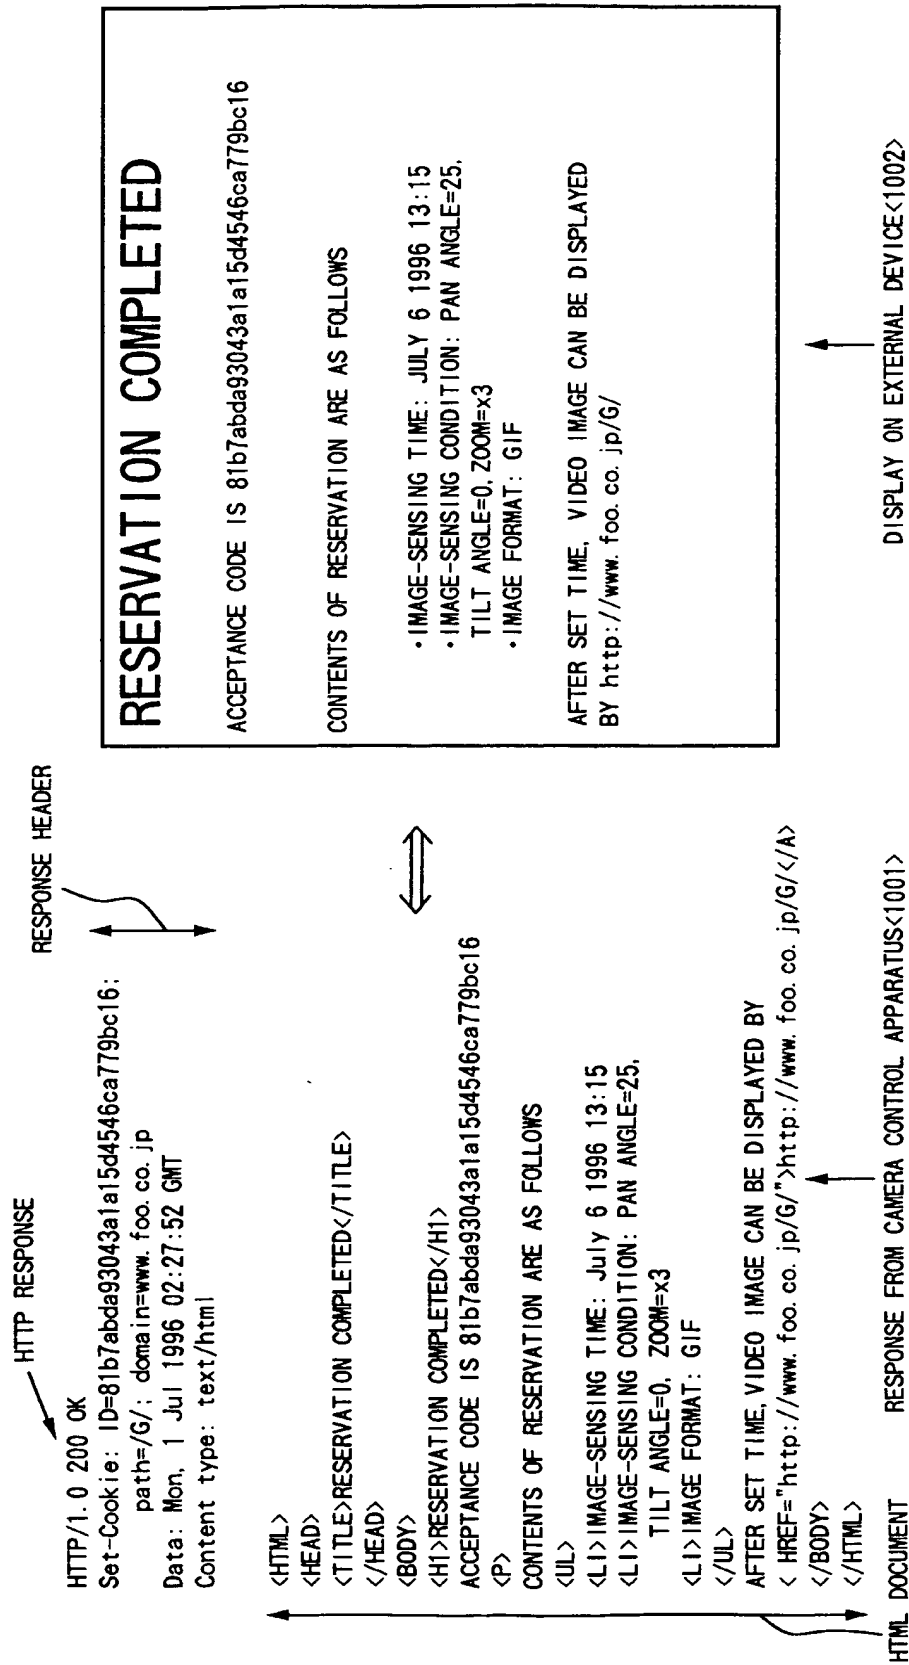 HTTP RESPONSE
RESPONSE HEADER
HTTP/1.0 200 OK
Set-Cookie: ID=81b7abda93043a1a15d4546ca779bc16:
path=/G/; domain=www.foo.co.jp
Data: Mon, 1 Jul 1996 02:27:52 GMT
Content type: text/html
<HTML>
<HEAD>
<TITLE>RESERVATION COMPLETED</TITLE>
</HEAD>
<BODY>
<H1>RESERVATION COMPLETED</H1>
ACCEPTANCE CODE IS 81b7abda93043a1a15d4546ca779bc16
<P>
CONTENTS OF RESERVATION ARE AS FOLLOWS
<UL>
<LI>IMAGE-SENSING TIME: July 6 1996 13:15
<LI>IMAGE-SENSING CONDITION: PAN ANGLE=25,
TILT ANGLE=0, ZOOM=x3
<LI>IMAGE FORMAT: GIF
</UL>
AFTER SET TIME, VIDEO IMAGE CAN BE DISPLAYED BY
< HREF="http://www.foo.co.jp/G/">http://www.foo.co.jp/G/</A>
</BODY>
</HTML>
HTML DOCUMENT
RESPONSE FROM CAMERA CONTROL APPARATUS<1001>
RESERVATION COMPLETED
ACCEPTANCE CODE IS 81b7abda93043a1a15d4546ca779bc16
CONTENTS OF RESERVATION ARE AS FOLLOWS
·IMAGE-SENSING TIME: JULY 6 1996 13:15
·IMAGE-SENSING CONDITION: PAN ANGLE=25,
TILT ANGLE=0, ZOOM=x3
·IMAGE FORMAT: GIF
AFTER SET TIME, VIDEO IMAGE CAN BE DISPLAYED
BY http://www.foo.co.jp/G/
DISPLAY ON EXTERNAL DEVICE<1002>